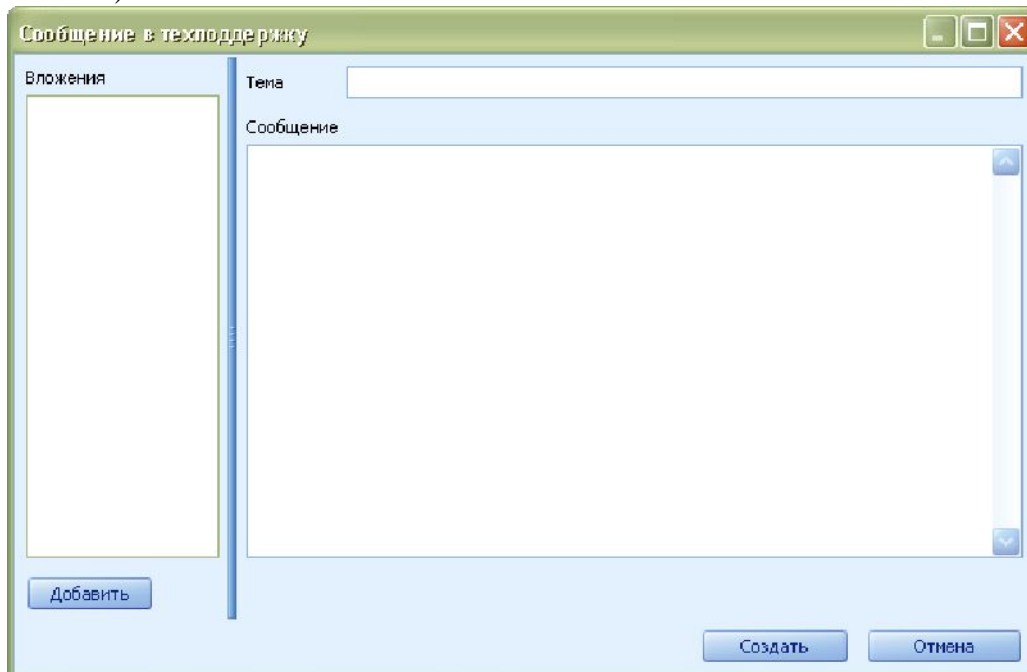 Сообщение в техподдержку
Вложения
Тема
Сообщение
Добавить
Создать
Отмена